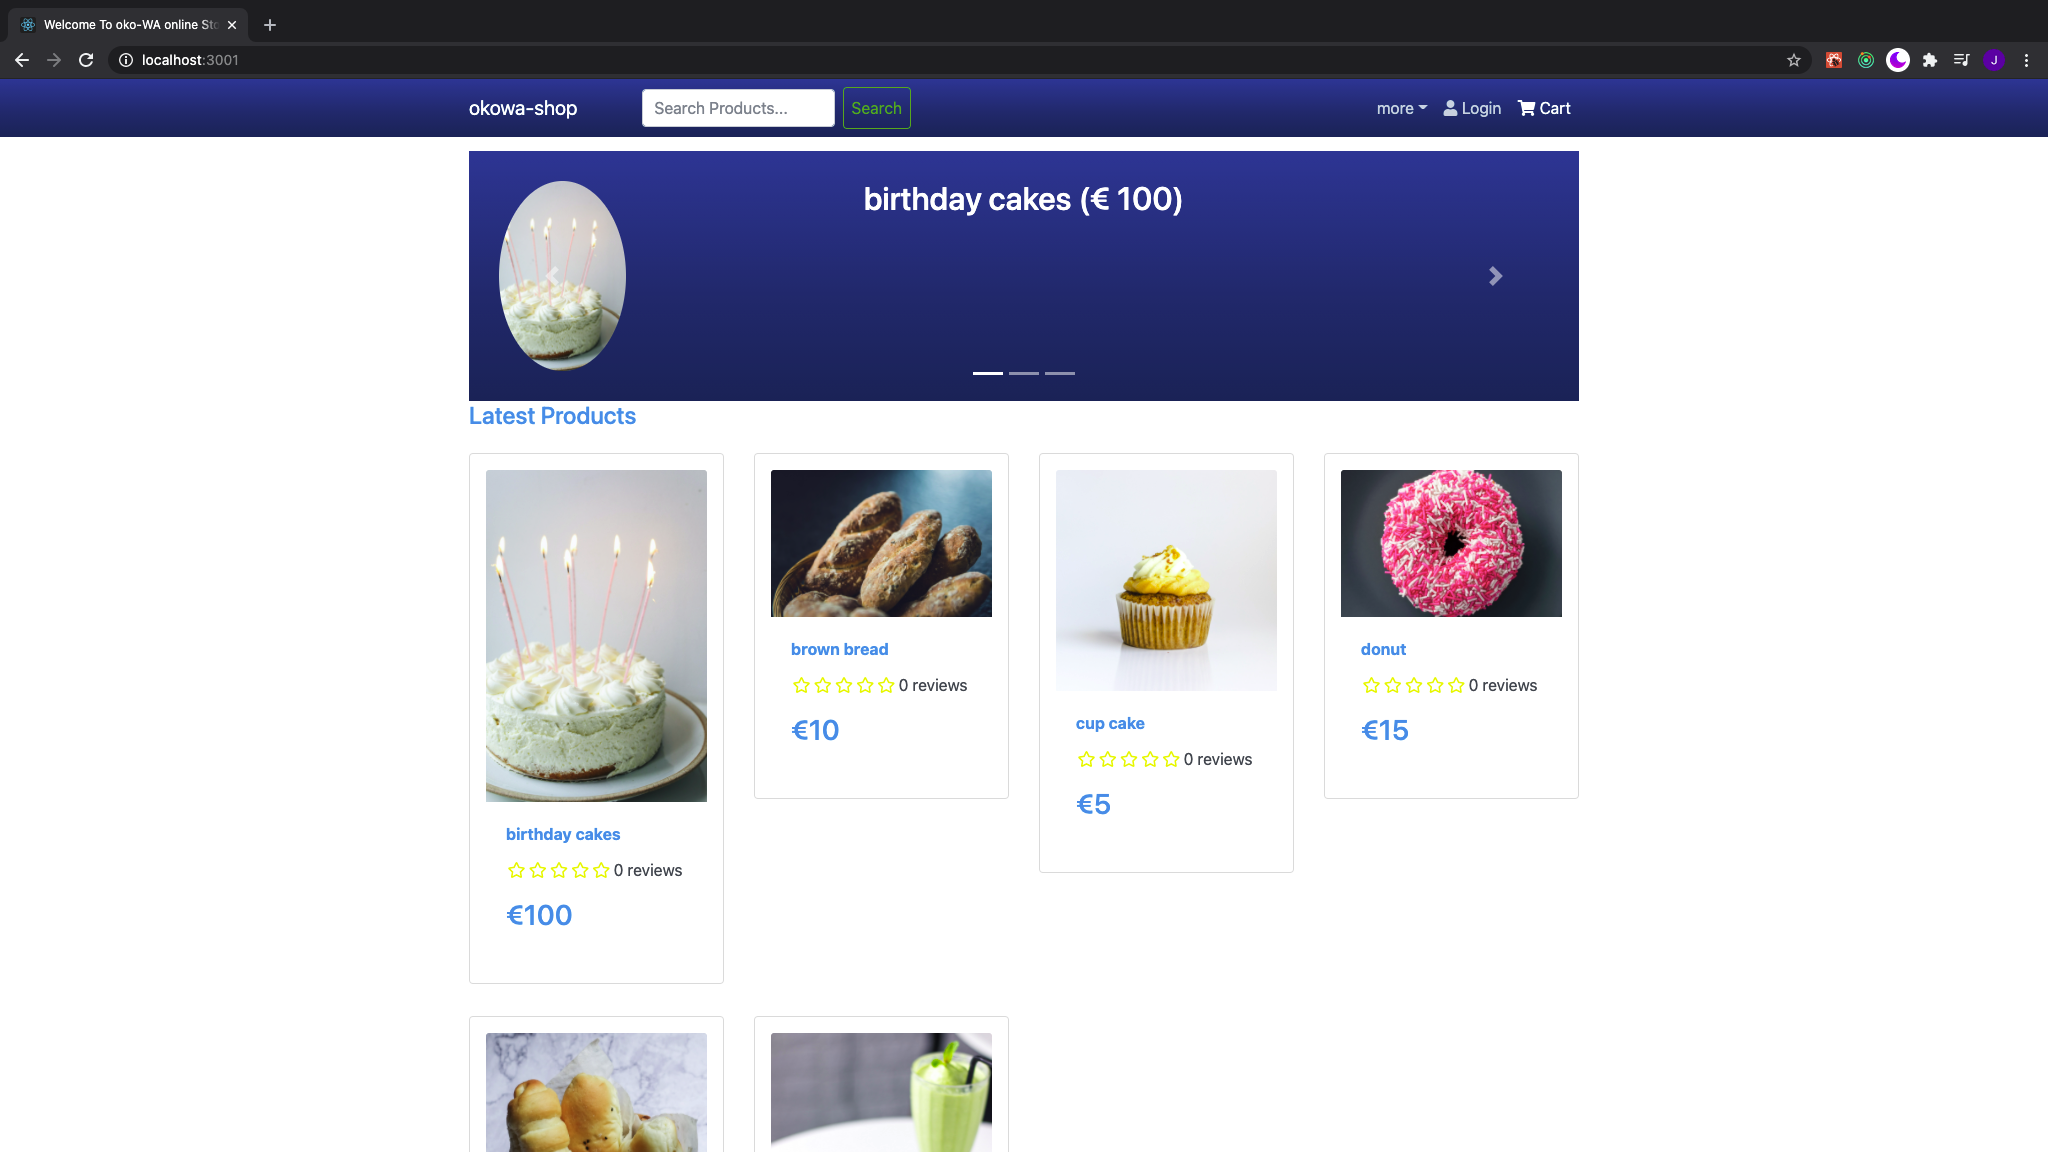 Welcome To oko-WA online Sto
localhost:3001
J
okowa-shop
Search Products...
Search
more
Login
Cart
birthday cakes (€ 100)
Latest Products
birthday cakes
0 reviews
€100
brown bread
0 reviews
€10
cup cake
0 reviews
€5
donut
0 reviews
€15